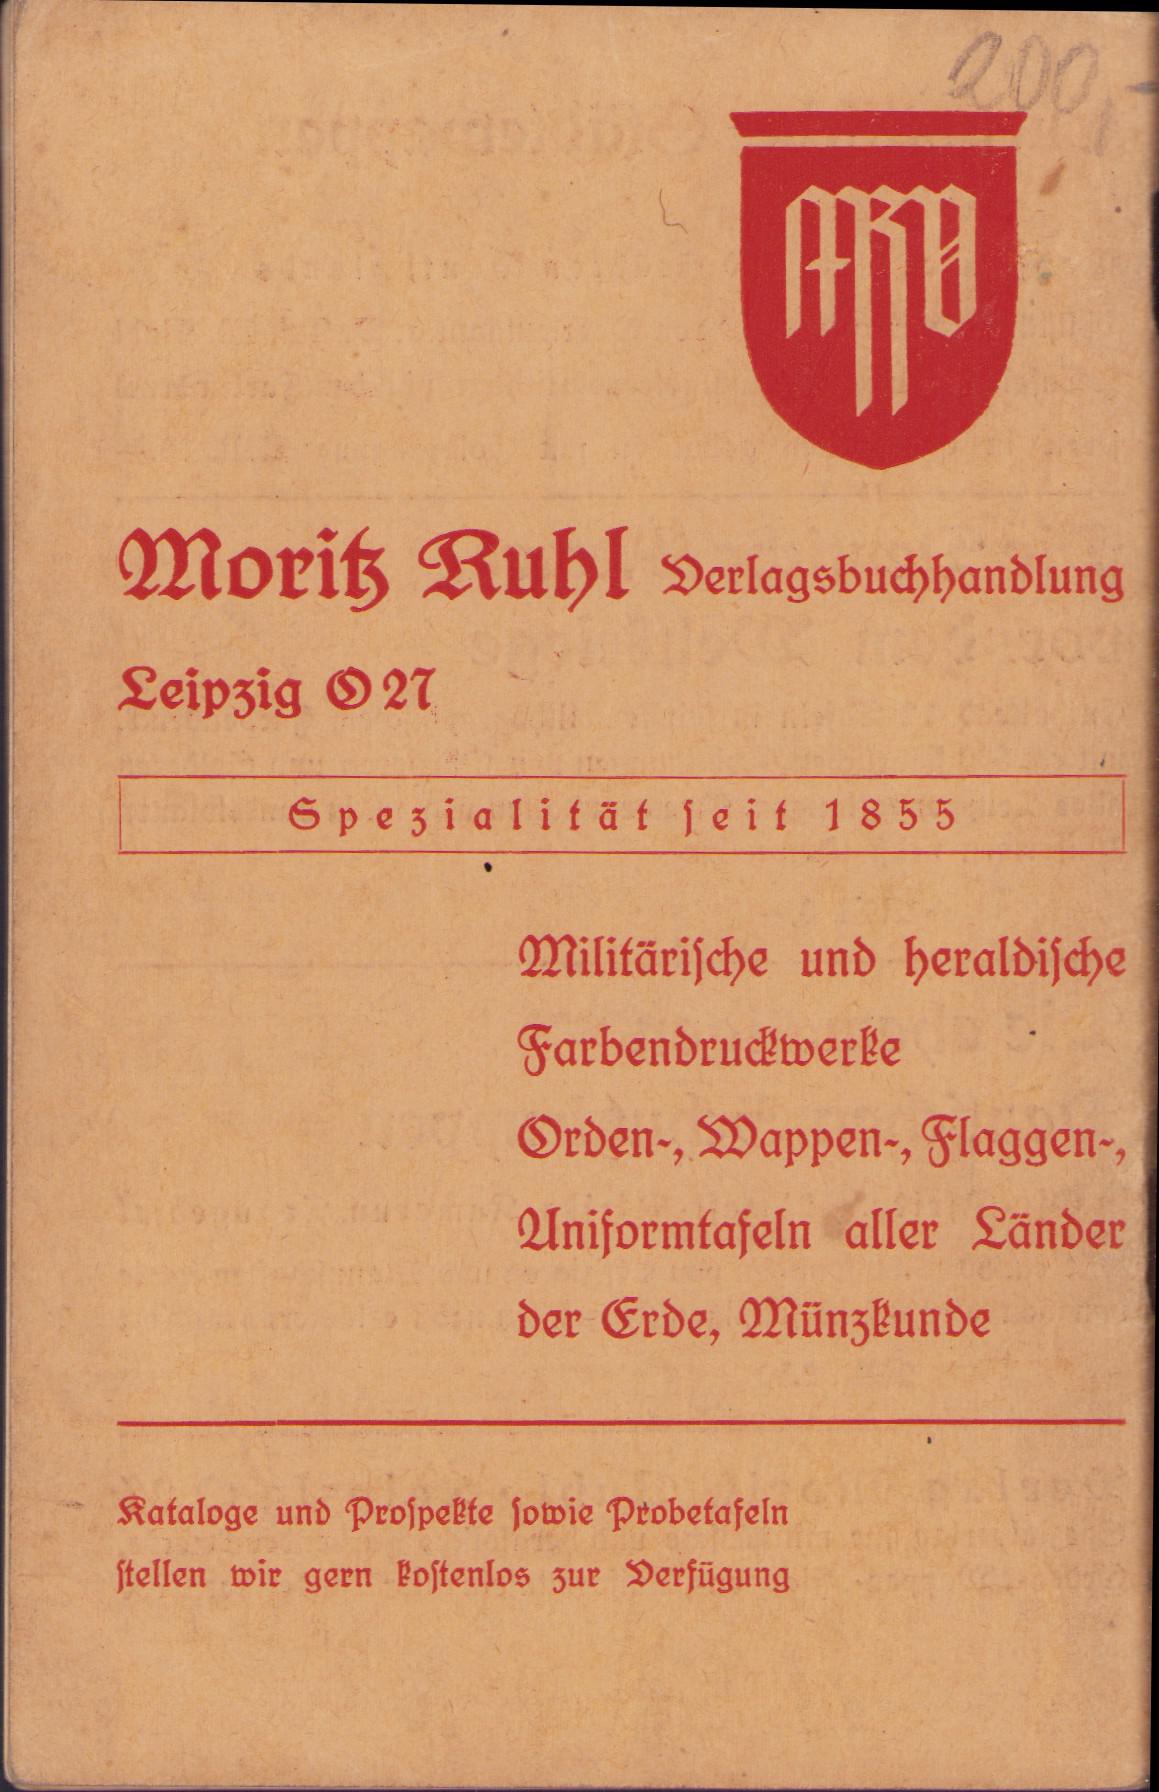 200,-
MRV
Moritz Ruhl Verlagsbuchhandlung
Leipzig O 27
Spezialität seit 1855
Militärische und heraldische
Farbendruckwerke
Orden-, Wappen-, Flaggen-,
Uniformtafeln aller Länder
der Erde, Münzkunde
Kataloge und Prospekte sowie Probetafeln
stellen wir gern kostenlos zur Verfügung